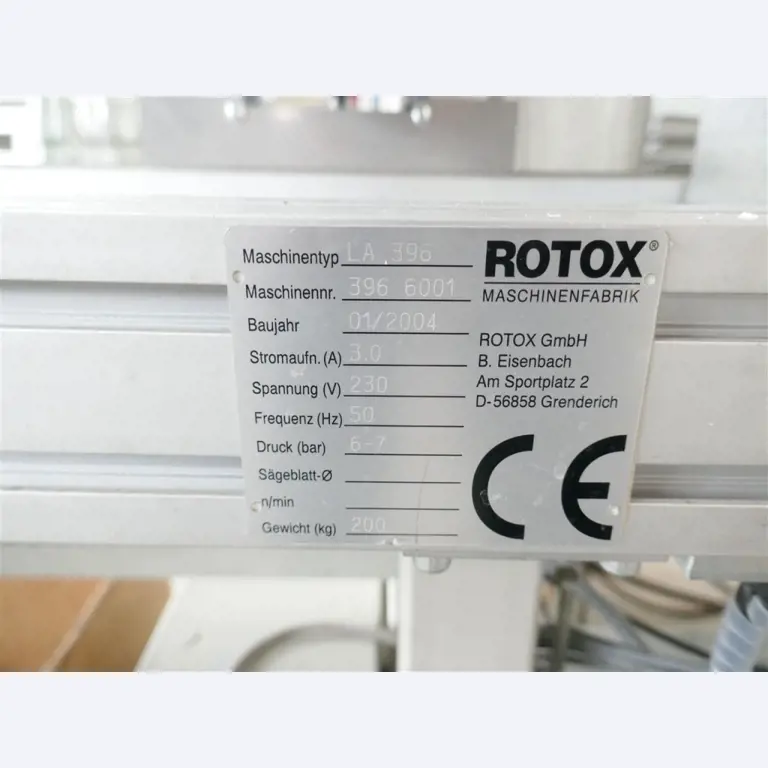 Maschinentyp LA 396
Maschinennr. 396 6001
Baujahr 01/2004
Stromaufn. (A) 3.0
Spannung (V) 230
Frequenz (Hz) 50
Druck (bar) 6-7
Sägeblatt-Ø
n/min
Gewicht (kg) 200
ROTOX®
MASCHINENFABRIK
ROTOX GmbH
B. Eisenbach
Am Sportplatz 2
D-56858 Grenderich
CE